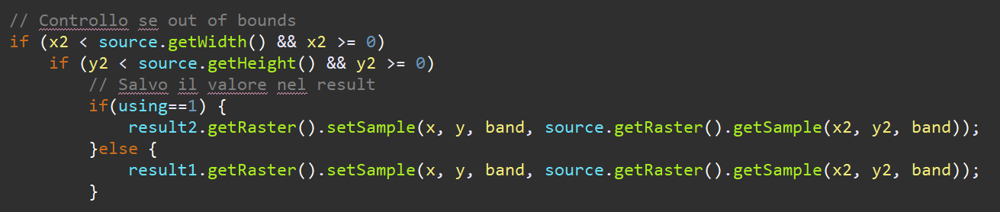 // Controllo se out of bounds
if (x2 < source.getWidth() && x2 >= 0)
    if (y2 < source.getHeight() && y2 >= 0)
        // Salvo il valore nel result
        if(using==1) {
            result2.getRaster().setSample(x, y, band, source.getRaster().getSample(x2, y2, band));
        }else {
            result1.getRaster().setSample(x, y, band, source.getRaster().getSample(x2, y2, band));
        }